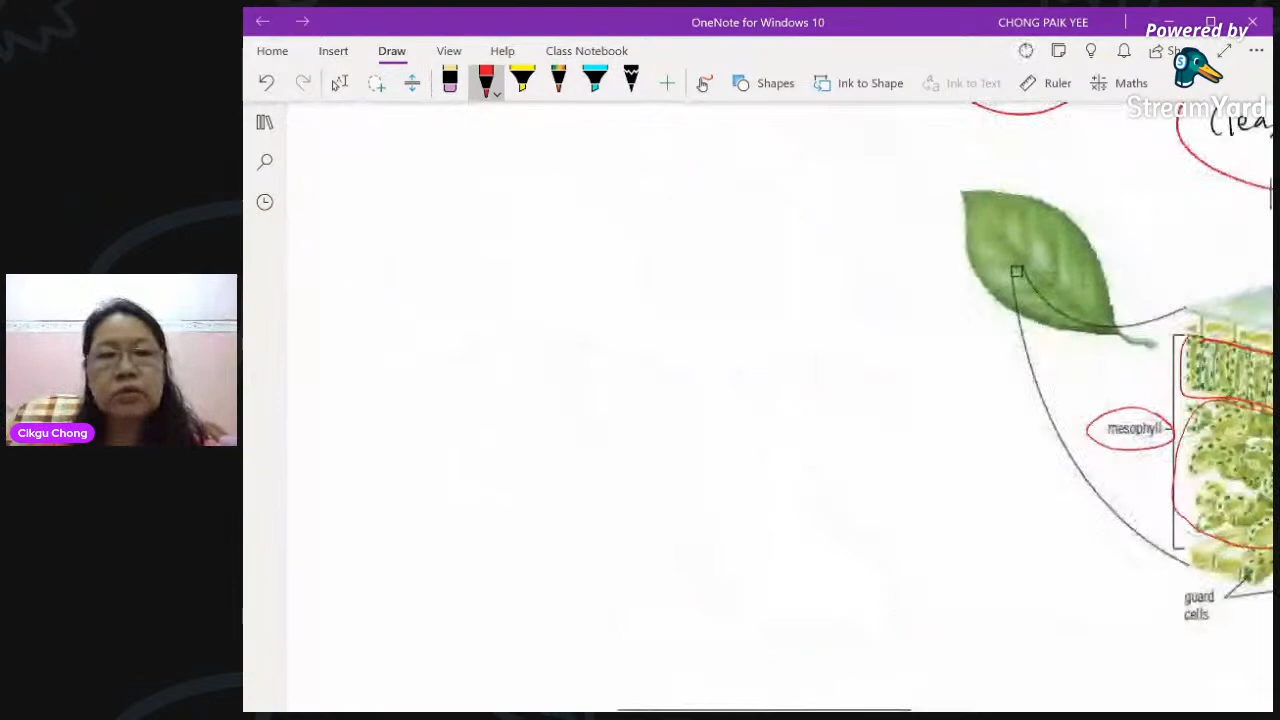 OneNote for Windows 10
CHONG PAIK YEE
Powered by
Home Insert Draw View Help Class Notebook
Shapes Ink to Shape Ink to Text Ruler Maths
StreamYard
mesophyll
Cikgu Chong
guard
cells